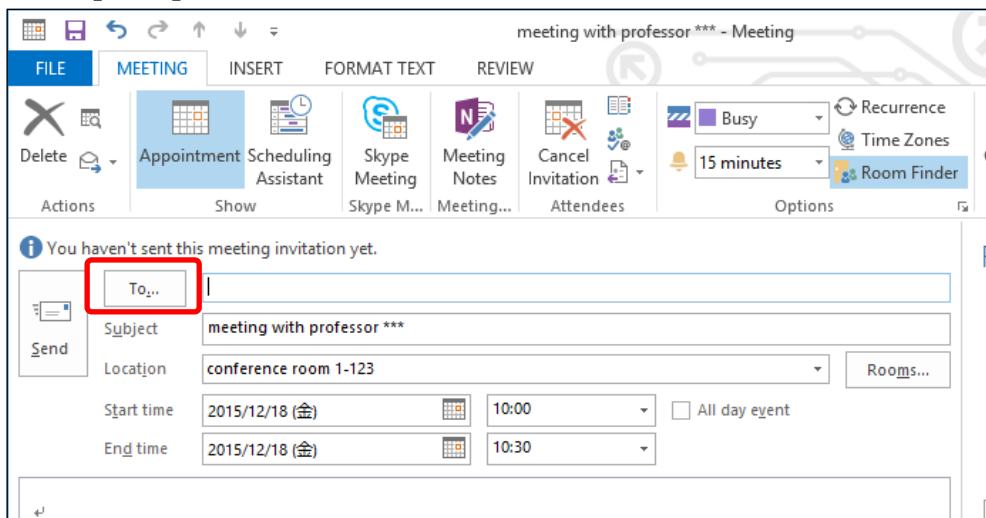 meeting with professor *** - Meeting
FILE MEETING INSERT FORMAT TEXT REVIEW
Delete
Appointment
Scheduling Assistant
Skype Meeting
Meeting Notes
Cancel Invitation
Busy
15 minutes
Recurrence
Time Zones
Room Finder
Actions Show Skype M... Meeting... Attendees Options
You haven't sent this meeting invitation yet.
Send
To...
Subject meeting with professor ***
Location conference room 1-123 Rooms...
Start time 2015/12/18 (金) 10:00 All day event
End time 2015/12/18 (金) 10:30